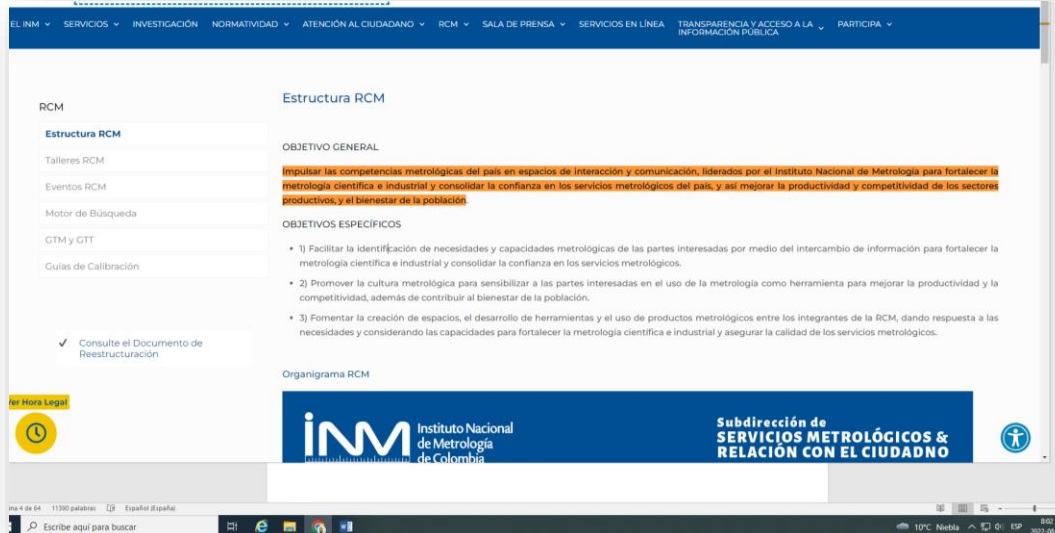 EL INM SERVICIOS INVESTIGACIÓN NORMATIVIDAD ATENCIÓN AL CIUDADANO RCM SALA DE PRENSA SERVICIOS EN LÍNEA TRANSPARENCIA Y ACCESO A LA INFORMACIÓN PÚBLICA PARTICIPA
RCM
Estructura RCM
Talleres RCM
Eventos RCM
Motor de Búsqueda
GTM y GTT
Guías de Calibración
Consulte el Documento de
Reestructuración
Estructura RCM
OBJETIVO GENERAL
Impulsar las competencias metrológicas del país en espacios de interacción y comunicación, liderados por el Instituto Nacional de Metrología para fortalecer la
metrología científica e industrial y consolidar la confianza en los servicios metrológicos del país, y así mejorar la productividad y competitividad de los sectores
productivos, y el bienestar de la población.
OBJETIVOS ESPECÍFICOS
• 1) Facilitar la identificación de necesidades y capacidades metrológicas de las partes interesadas por medio del intercambio de información para fortalecer la
metrología científica e industrial y consolidar la confianza en los servicios metrológicos.
• 2) Promover la cultura metrológica para sensibilizar a las partes interesadas en el uso de la metrología como herramienta para mejorar la productividad y la
competitividad, además de contribuir al bienestar de la población.
• 3) Fomentar la creación de espacios, el desarrollo de herramientas y el uso de productos metrológicos entre los integrantes de la RCM, dando respuesta a las
necesidades y considerando las capacidades para fortalecer la metrología científica e industrial y asegurar la calidad de los servicios metrológicos.
Organigrama RCM
Ver Hora Legal
INM Instituto Nacional
de Metrología
de Colombia
Subdirección de
SERVICIOS METROLÓGICOS &
RELACIÓN CON EL CIUDADNO
ina 4 de 64 11390 palabras Español (España)
Escribe aquí para buscar
10°C Niebla ESP 8:02